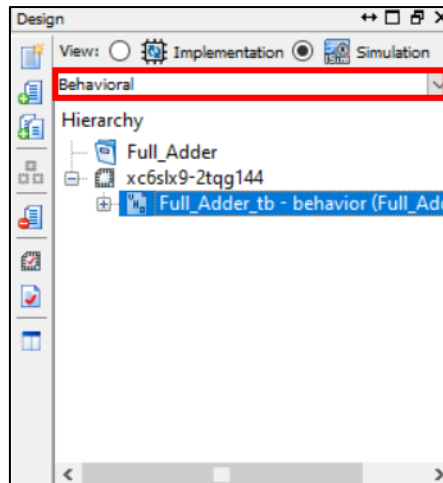 Design
View: Implementation Simulation
Behavioral
Hierarchy
Full_Adder
xc6slx9-2tqg144
Full_Adder_tb - behavior (Full_Add